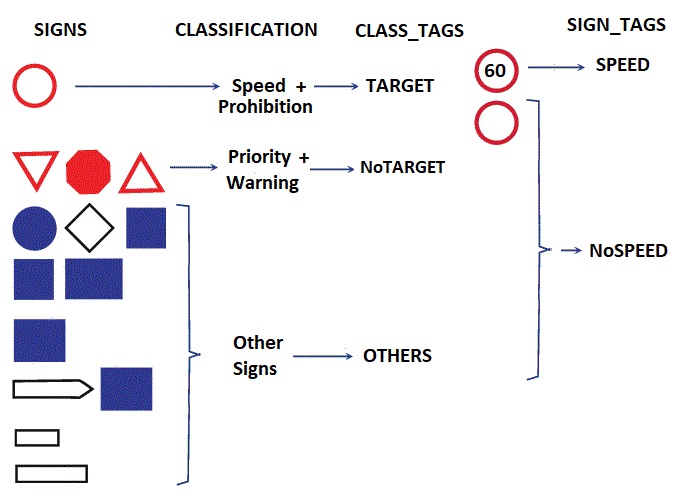 SIGNS CLASSIFICATION CLASS_TAGS SIGN_TAGS
60 SPEED
Speed + TARGET
Prohibition
Priority + NoTARGET
Warning
NoSPEED
Other OTHERS
Signs